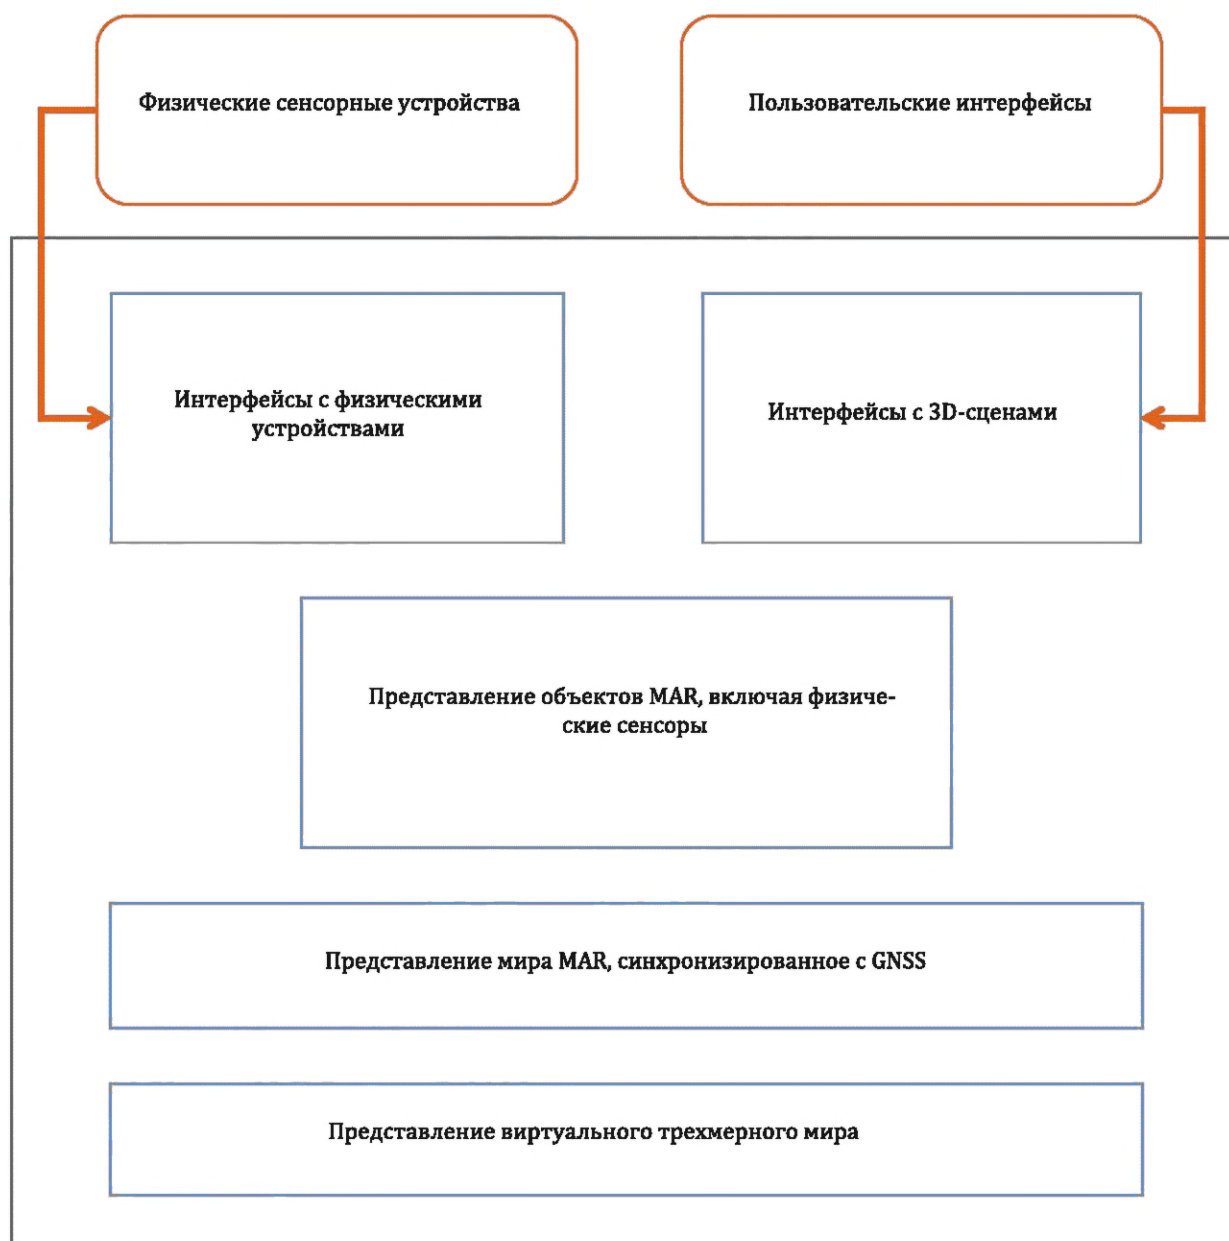 Физические сенсорные устройства
Пользовательские интерфейсы
Интерфейсы с физическими
устройствами
Интерфейсы с 3D-сценами
Представление объектов MAR, включая физиче-
ские сенсоры
Представление мира MAR, синхронизированное с GNSS
Представление виртуального трехмерного мира